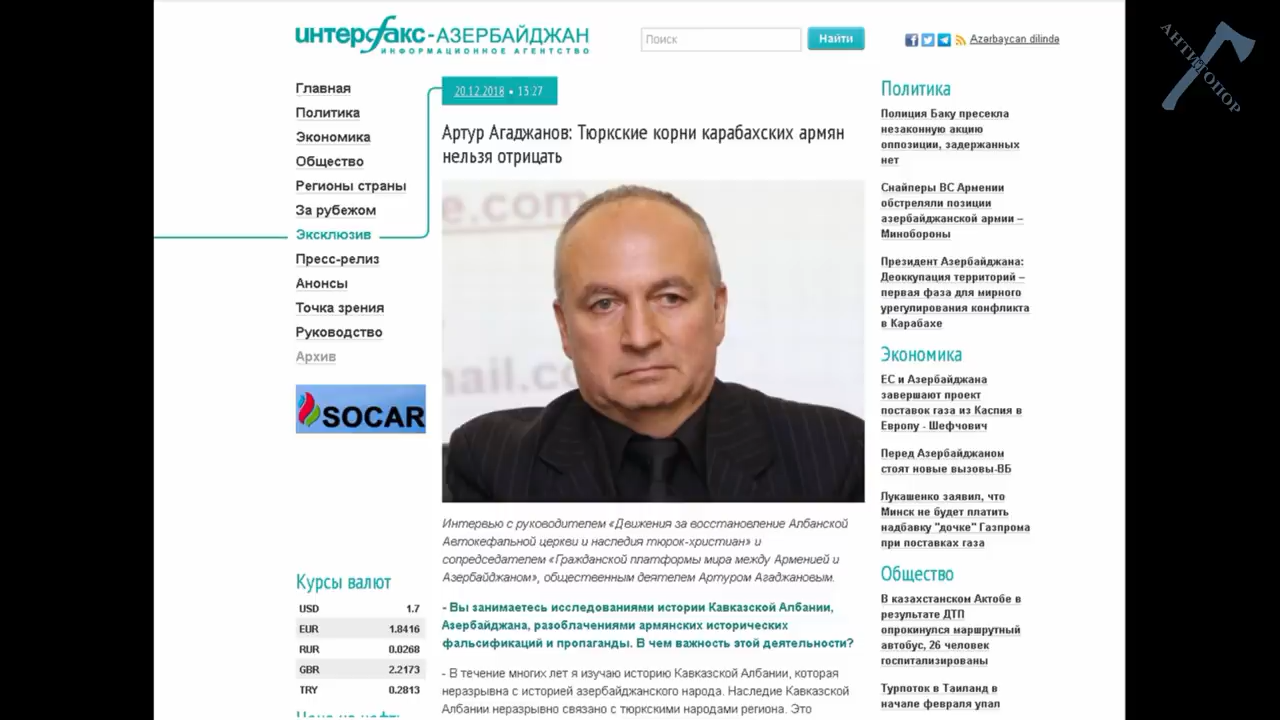 интерfакс-АЗЕРБАЙДЖАН
ИНФОРМАЦИОННОЕ АГЕНТСТВО
Поиск
Найти
Azərbaycan dilində
АНТИТОПОР
Главная
Политика
Экономика
Общество
Регионы страны
За рубежом
Эксклюзив
Пресс-релиз
Анонсы
Точка зрения
Руководство
Архив
SOCAR
Курсы валют
USD 1.7
EUR 1.8416
RUR 0.0268
GBR 2.2173
TRY 0.2813
20.12.2018 • 13:27
Артур Агаджанов: Тюркские корни карабахских армян
нельзя отрицать
e.com
mail.co
Интервью с руководителем «Движения за восстановление Албанской
Автокефальной церкви и наследия тюрок-христиан» и
сопредседателем «Гражданской платформы мира между Арменией и
Азербайджаном», общественным деятелем Артуром Агаджановым.
- Вы занимаетесь исследованиями истории Кавказской Албании,
Азербайджана, разоблачениями армянских исторических
фальсификаций и пропаганды. В чем важность этой деятельности?
- В течение многих лет я изучаю историю Кавказской Албании, которая
неразрывна с историей азербайджанского народа. Наследие Кавказской
Албании неразрывно связано с тюркскими народами региона. Это
Политика
Полиция Баку пресекла
незаконную акцию
оппозиции, задержанных
нет
Снайперы ВС Армении
обстреляли позиции
азербайджанской армии –
Минобороны
Президент Азербайджана:
Деоккупация территорий –
первая фаза для мирного
урегулирования конфликта
в Карабахе
Экономика
ЕС и Азербайджана
завершают проект
поставок газа из Каспия в
Европу - Шефчович
Перед Азербайджаном
стоят новые вызовы-ВБ
Лукашенко заявил, что
Минск не будет платить
надбавку "дочке" Газпрома
при поставках газа
Общество
В казахстанском Актобе в
результате ДТП
опрокинулся маршрутный
автобус, 26 человек
госпитализированы
Турпоток в Таиланд в
начале февраля упал